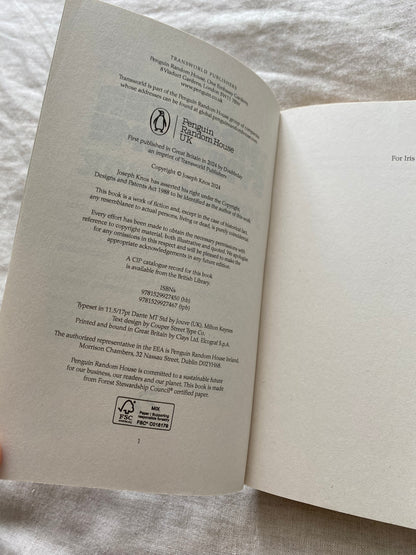 TRANSWORLD PUBLISHERS
Penguin Random House, One Embassy Gardens,
8 Viaduct Gardens, London SW11 7BW
www.penguin.co.uk
Transworld is part of the Penguin Random House group of companies
whose addresses can be found at global.penguinrandomhouse.com
Penguin
Random House
UK
First published in Great Britain in 2024 by Doubleday
an imprint of Transworld Publishers
Copyright © Joseph Knox 2024
Joseph Knox has asserted his right under the Copyright,
Designs and Patents Act 1988 to be identified as the author of this work.
This book is a work of fiction and, except in the case of historical fact,
any resemblance to actual persons, living or dead, is purely coincidental.
Every effort has been made to obtain the necessary permissions with
reference to copyright material, both illustrative and quoted. We apologize
for any omissions in this respect and will be pleased to make the
appropriate acknowledgements in any future edition.
A CIP catalogue record for this book
is available from the British Library.
ISBNs
9781529927450 (hb)
9781529927467 (tpb)
Typeset in 11.5/17pt Dante MT Std by Jouve (UK), Milton Keynes
Text design by Couper Street Type Co.
Printed and bound in Great Britain by Clays Ltd, Elcograf S.p.A.
The authorized representative in the EEA is Penguin Random House Ireland,
Morrison Chambers, 32 Nassau Street, Dublin D02 YH68.
Penguin Random House is committed to a sustainable future
for our business, our readers and our planet. This book is made
from Forest Stewardship Council® certified paper.
FSC
MIX
Paper | Supporting
responsible forestry
FSC® C018179
1
For Iris